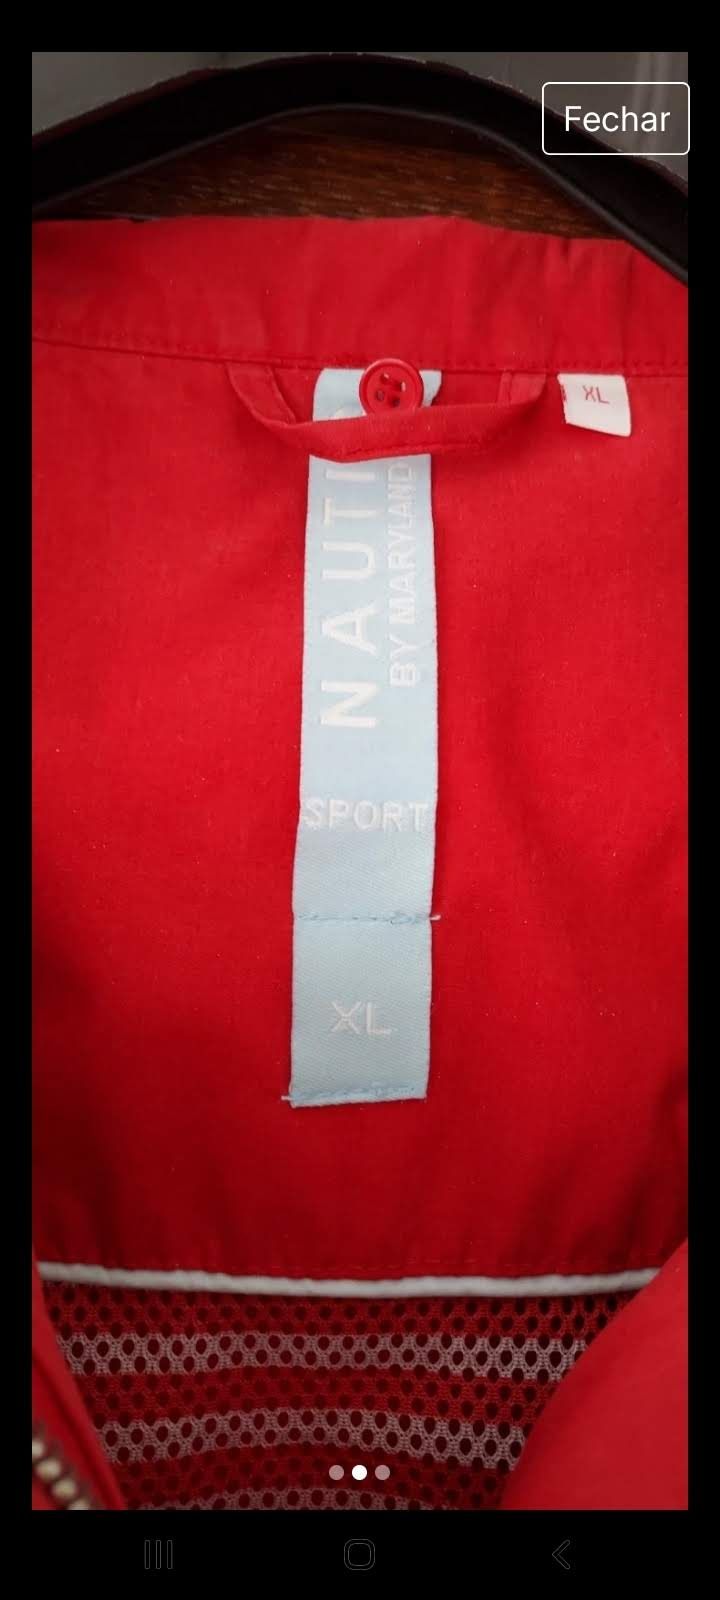 Fechar
XL
NAUTI
BY MARYLAND
SPORT
XL